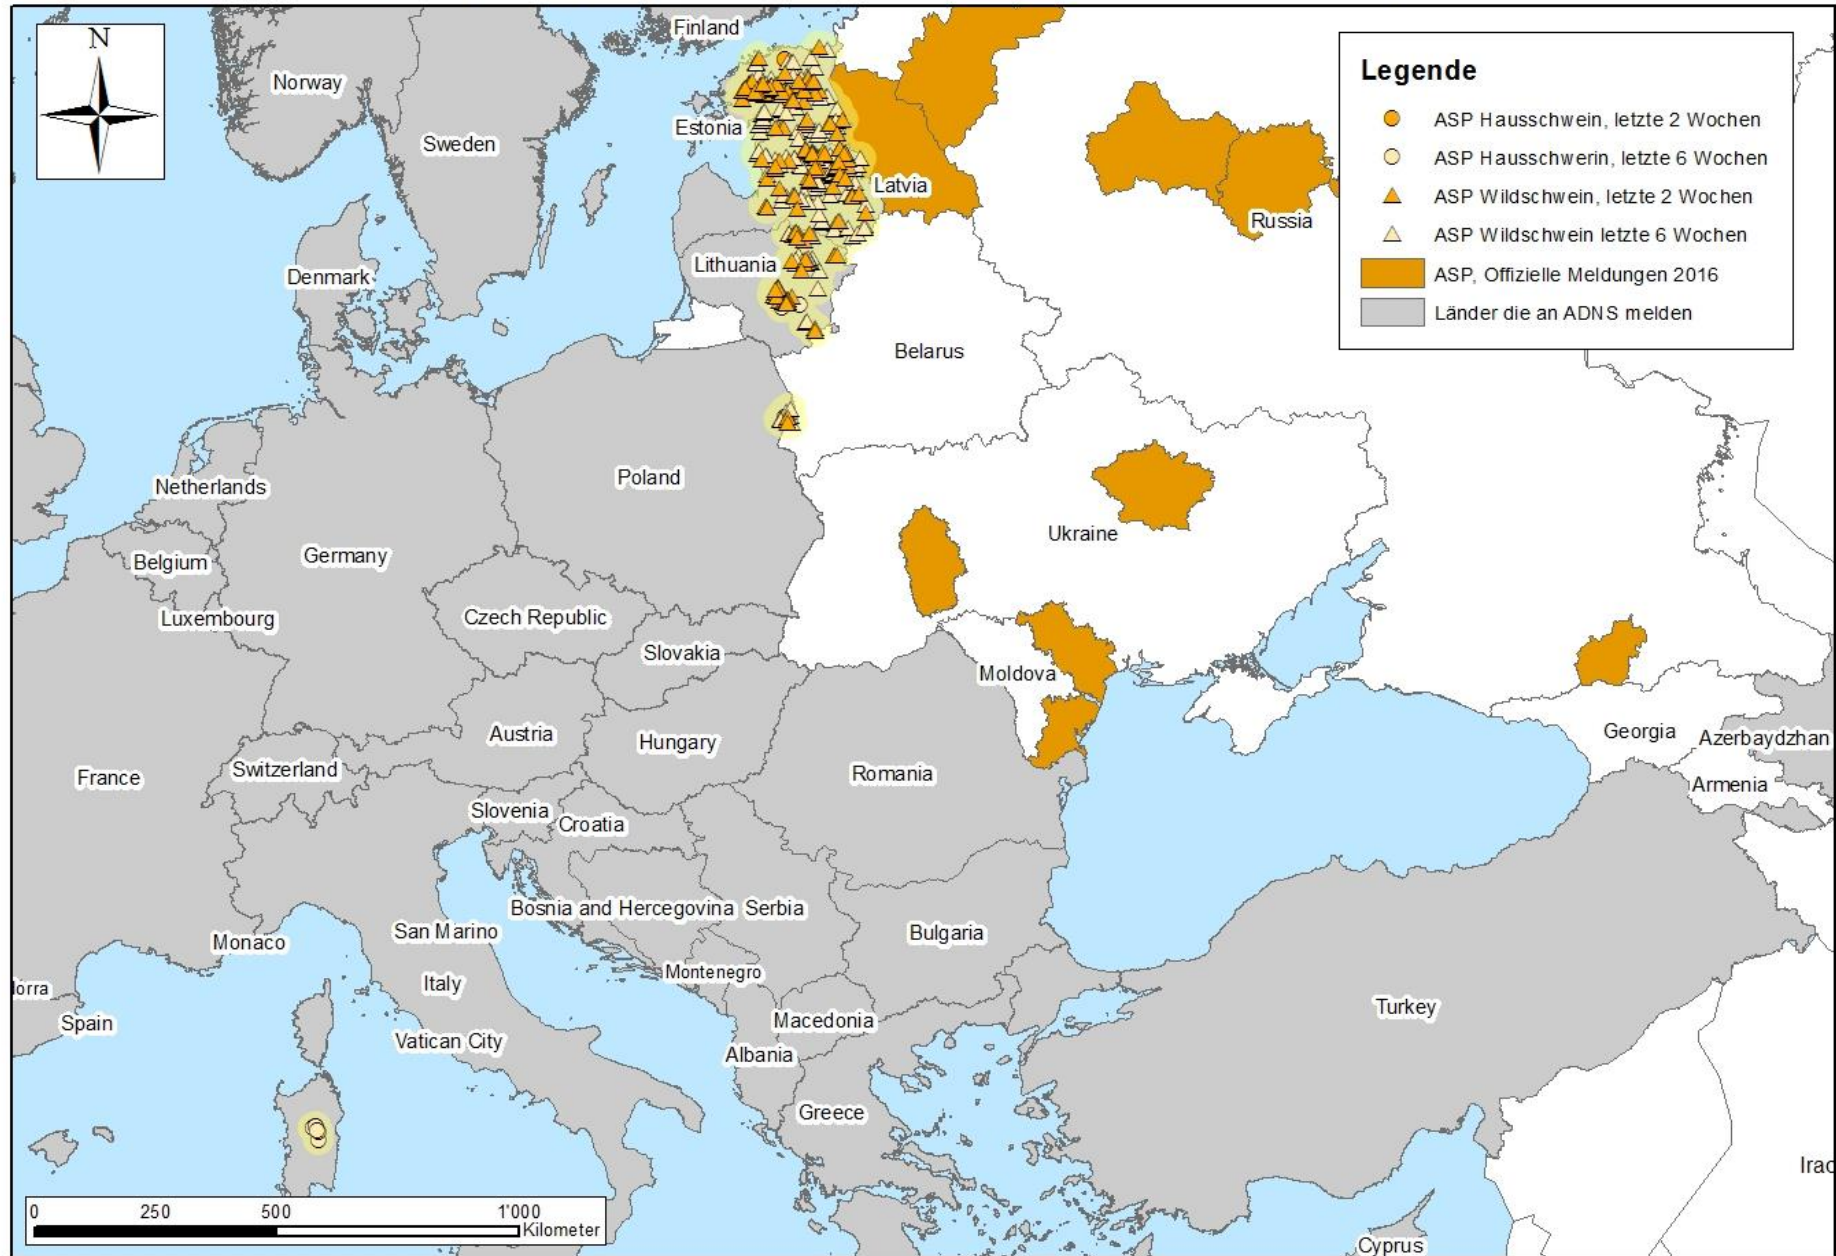 N
Finland
Norway
Sweden
Estonia
Latvia
Russia
Denmark
Lithuania
Belarus
Legende
ASP Hausschwein, letzte 2 Wochen
ASP Hausschwerin, letzte 6 Wochen
ASP Wildschwein, letzte 2 Wochen
ASP Wildschwein letzte 6 Wochen
ASP, Offizielle Meldungen 2016
Länder die an ADNS melden
Netherlands
Poland
Ukraine
Belgium
Germany
Luxembourg
Czech Republic
Slovakia
Moldova
Austria
Hungary
Georgia
Azerbaydzhan
France
Switzerland
Romania
Armenia
Slovenia
Croatia
Bosnia and Hercegovina
Serbia
San Marino
Monaco
Bulgaria
Montenegro
lorra
Italy
Spain
Macedonia
Turkey
Vatican City
Albania
Greece
Iraq
Cyprus
0 250 500 1'000
Kilometer